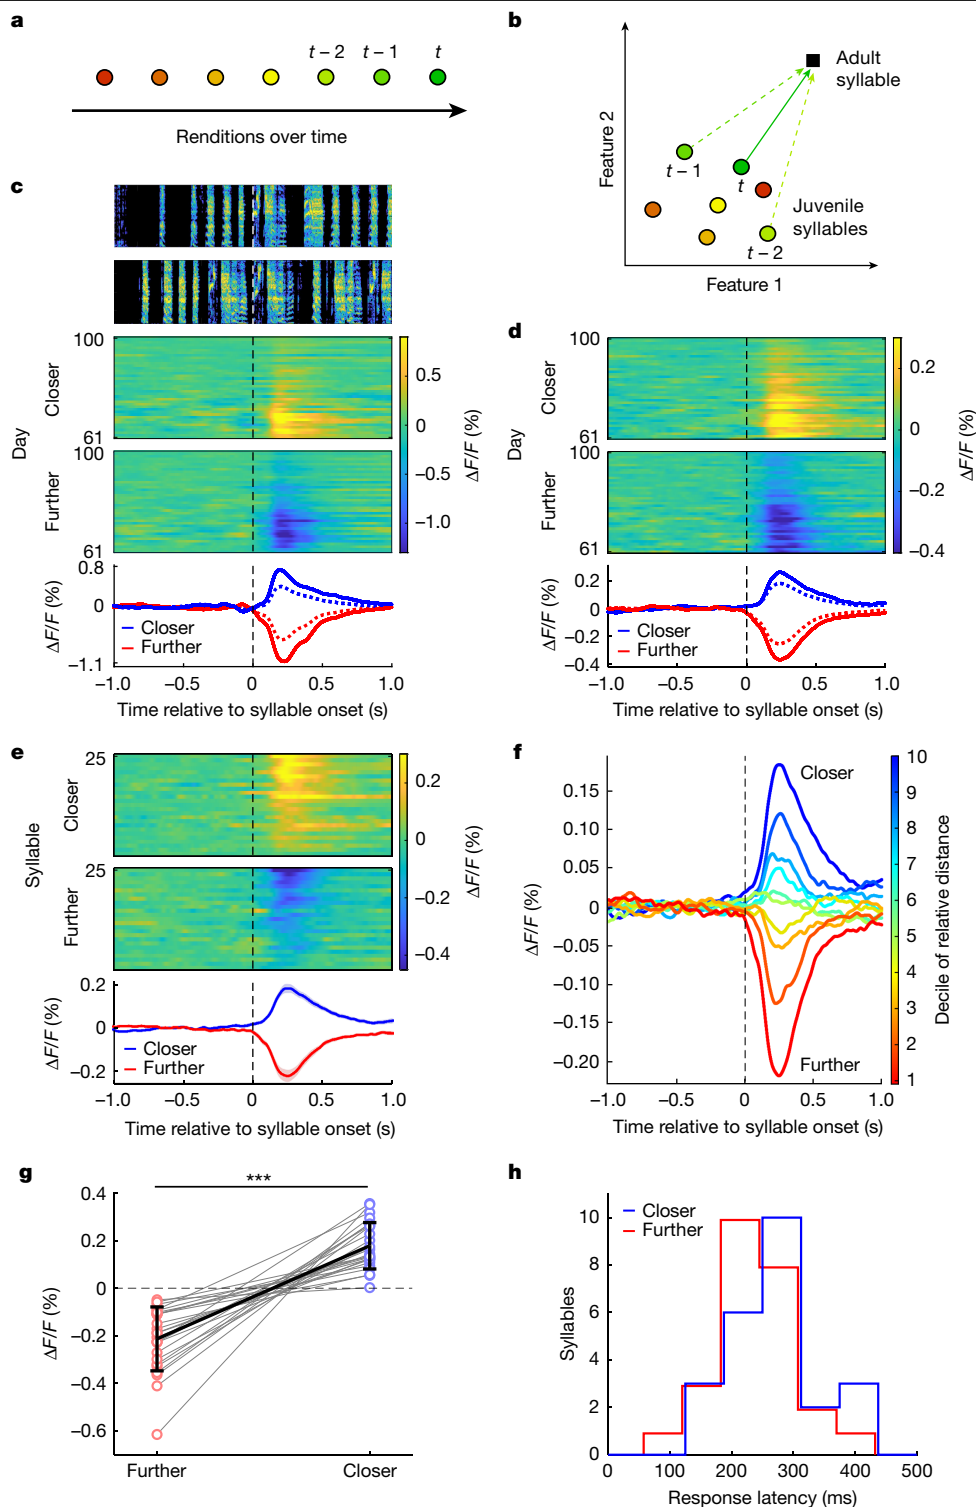 a
t – 2
t – 1
t
Renditions over time
b
Feature 2
Adult
syllable
t – 1
t
Juvenile
syllables
t – 2
Feature 1
c
100
Closer
61
100
Further
61
Day
0.5
0
–0.5
–1.0
ΔF/F (%)
0.8
0
–1.1
ΔF/F (%)
Closer
Further
–1.0
–0.5
0
0.5
1.0
Time relative to syllable onset (s)
d
100
Closer
61
100
Further
61
Day
0.2
0
–0.2
–0.4
ΔF/F (%)
0.2
0
–0.2
–0.4
ΔF/F (%)
Closer
Further
–1.0
–0.5
0
0.5
1.0
Time relative to syllable onset (s)
e
25
Closer
25
Further
Syllable
0.2
0
–0.2
–0.4
ΔF/F (%)
0.2
0
–0.2
ΔF/F (%)
Closer
Further
–1.0
–0.5
0
0.5
1.0
Time relative to syllable onset (s)
f
0.15
0.10
0.05
0
–0.05
–0.10
–0.15
–0.20
ΔF/F (%)
Closer
Further
–1.0
–0.5
0
0.5
1.0
Time relative to syllable onset (s)
10
9
8
7
6
5
4
3
2
1
Decile of relative distance
g
***
0.4
0.2
0
–0.2
–0.4
–0.6
ΔF/F (%)
Further
Closer
h
Closer
Further
10
8
6
4
2
0
Syllables
0
100
200
300
400
500
Response latency (ms)